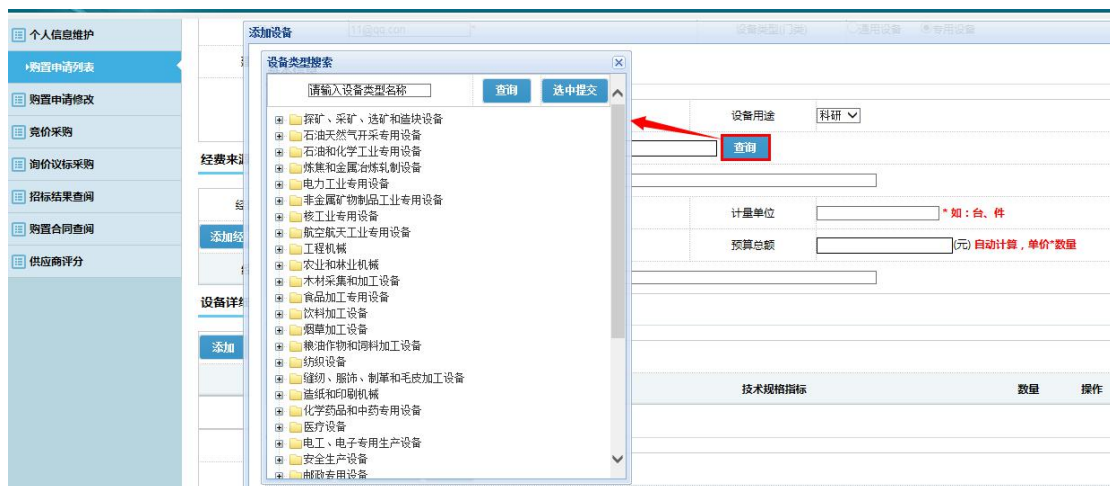 个人信息维护
购置申请列表
购置申请修改
竞价采购
询价议标采购
招标结果查阅
购置合同查阅
供应商评分
添加设备
11@qq.con
*
设备类型(门类)
通用设备
专用设备
设备类型搜索
请输入设备类型名称
查询
选中提交
探矿、采矿、选矿和造块设备
石油天然气开采专用设备
石油和化学工业专用设备
炼焦和金属冶炼轧制设备
电力工业专用设备
非金属矿物制品工业专用设备
核工业专用设备
航空航天工业专用设备
工程机械
农业和林业机械
木材采集和加工设备
食品加工专用设备
饮料加工设备
烟草加工设备
粮油作物和饲料加工设备
纺织设备
缝纫、服饰、制革和毛皮加工设备
造纸和印刷机械
化学药品和中药专用设备
医疗设备
电工、电子专用生产设备
安全生产设备
邮政专用设备
设备用途
科研
查询
经费来源
计量单位
* 如：台、件
添加经
预算总额
(元) 自动计算，单价*数量
设备详细
添加
技术规格指标
数量
操作